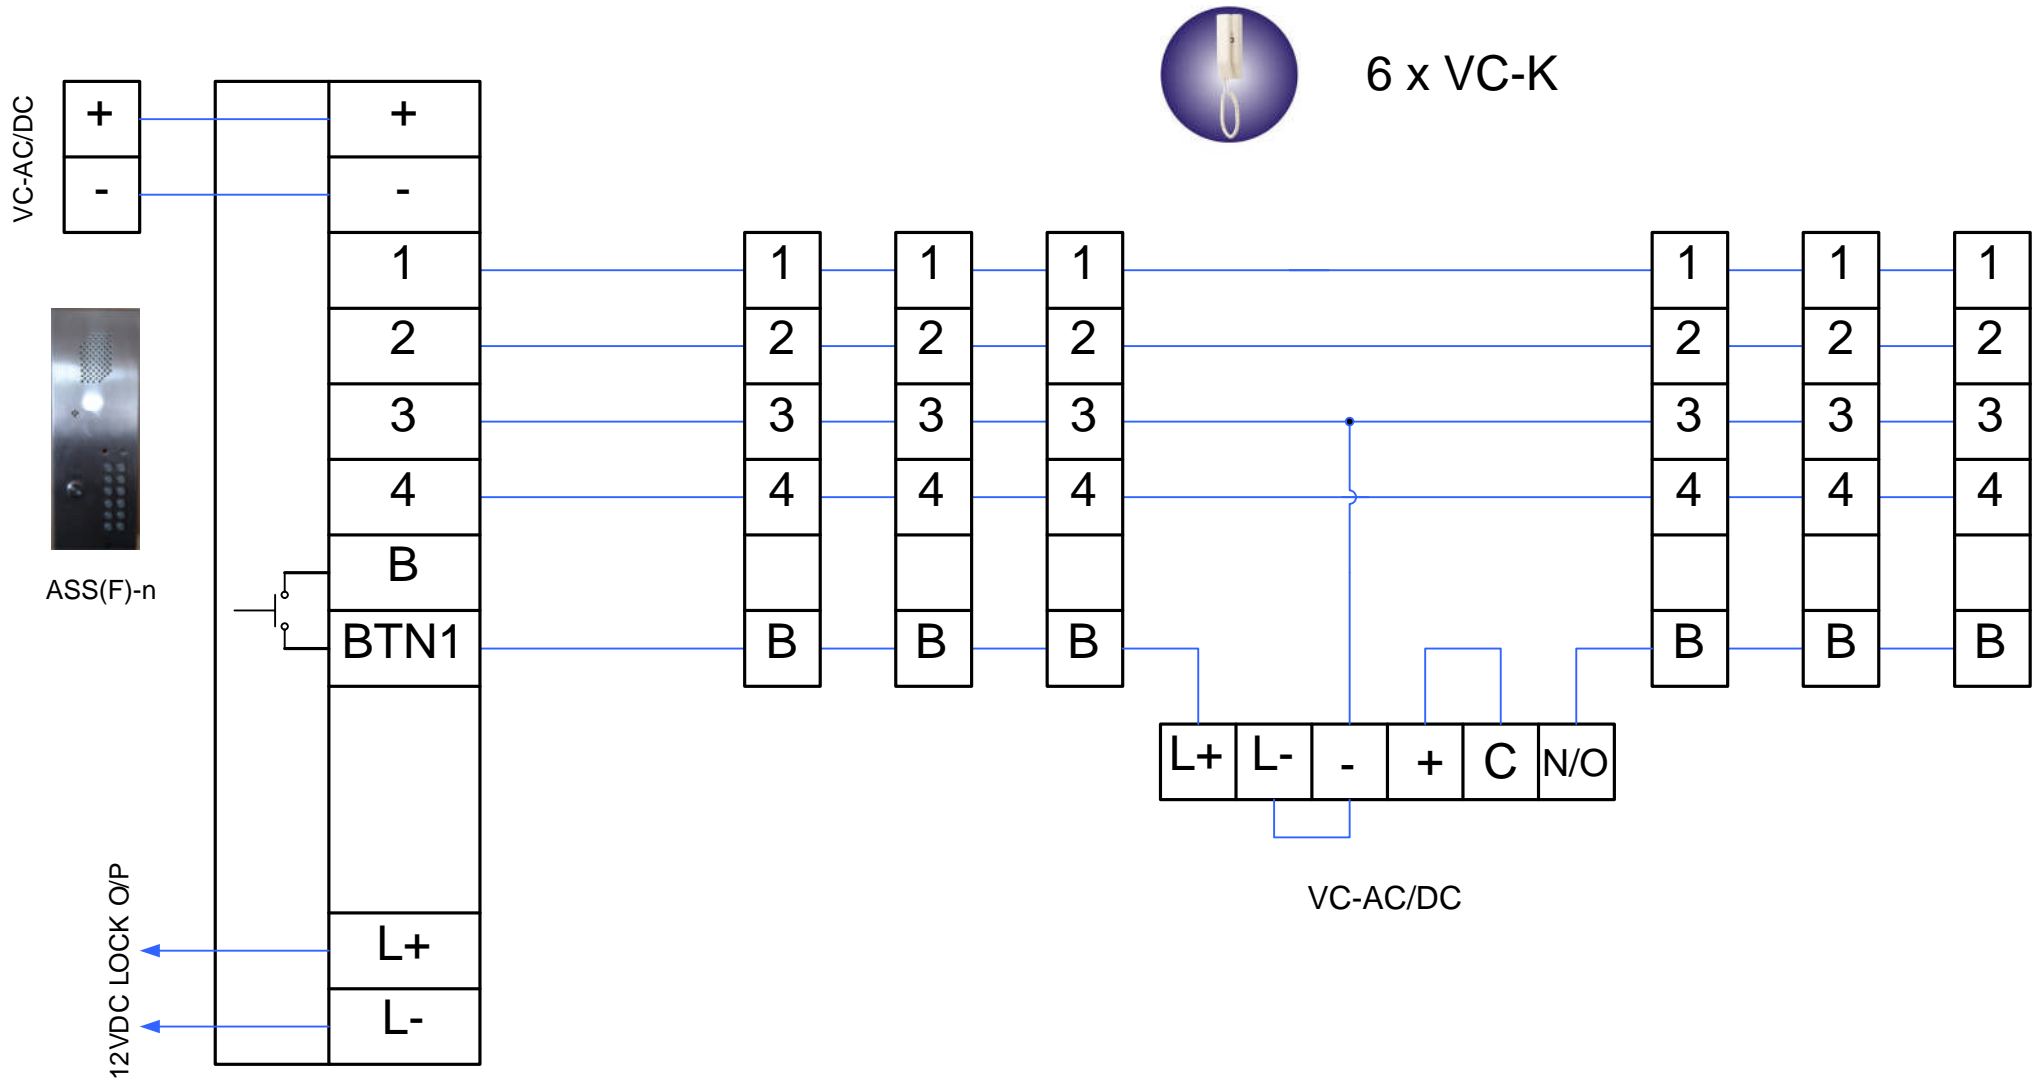 6 x VC-K
VC-AC/DC
+
-
+
-
1
2
3
4
B
BTN1
L+
L-
1 1 1 1 1 1
2 2 2 2 2 2
3 3 3 3 3 3
4 4 4 4 4 4
B B B B B B
L+ L- - + C N/O
VC-AC/DC
ASS(F)-n
12VDC LOCK O/P